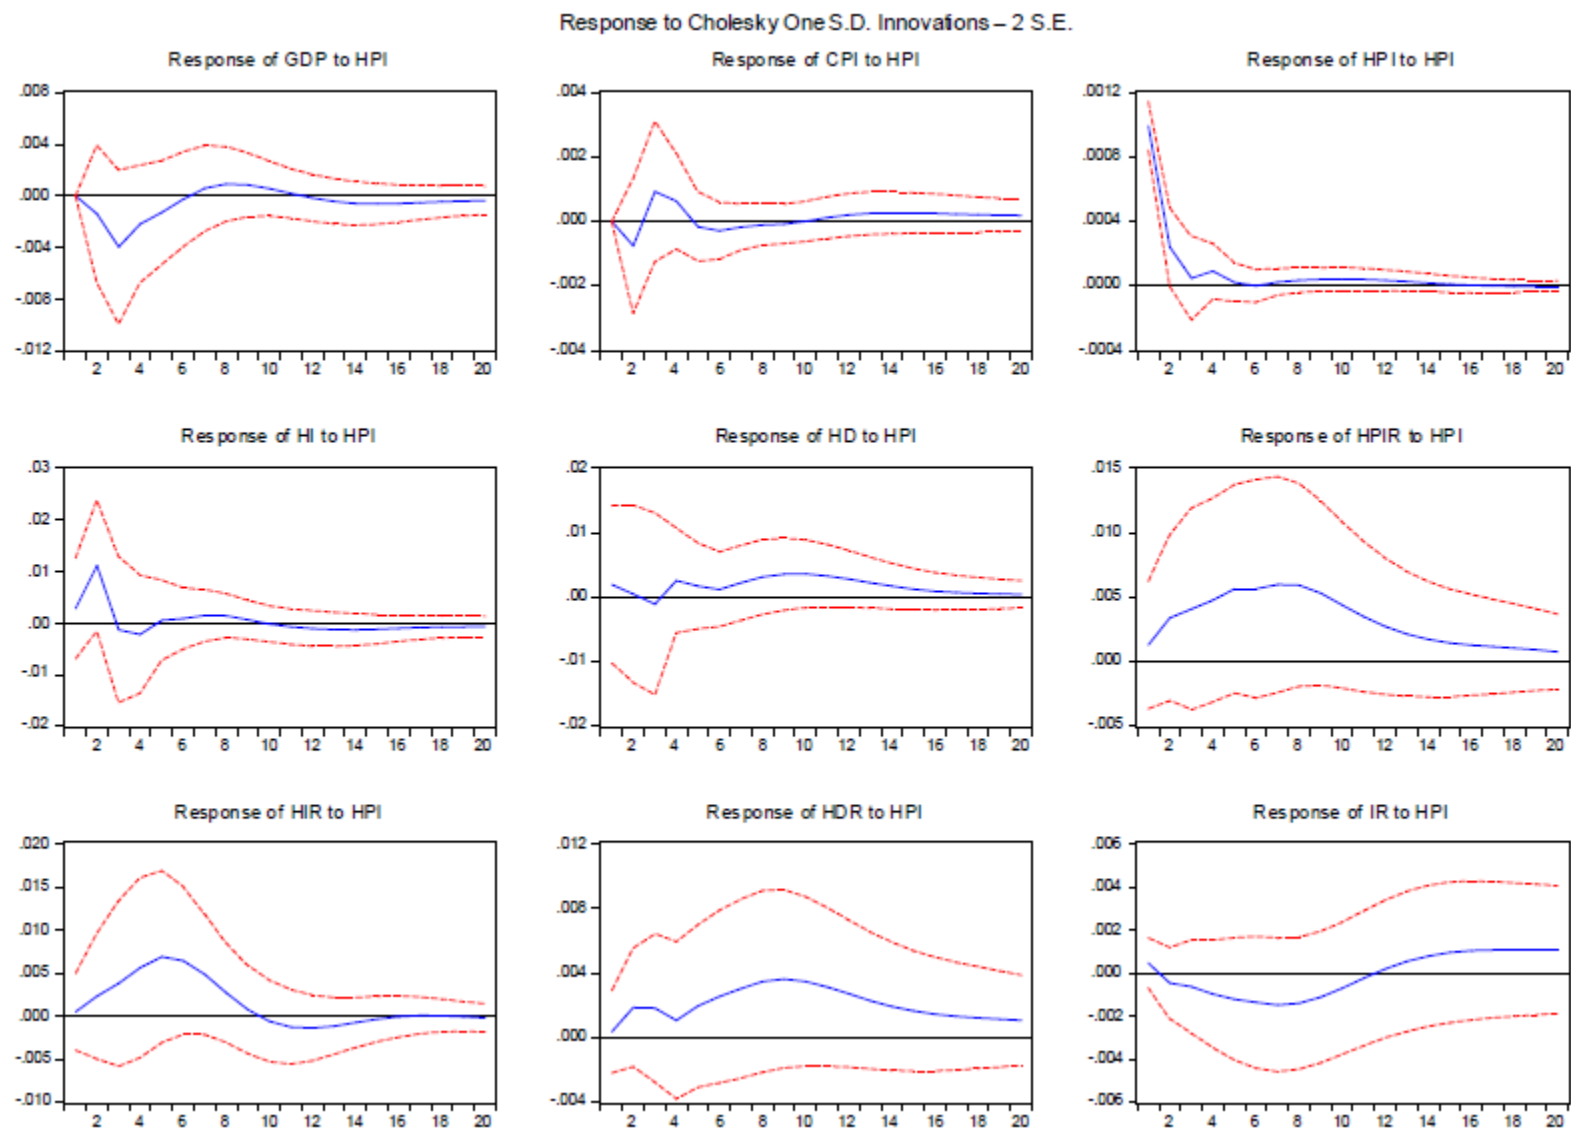 Response to Cholesky One S.D. Innovations – 2 S.E.
Response of GDP to HPI
.008
.004
.000
-.004
-.008
-.012
2 4 6 8 10 12 14 16 18 20
Response of CPI to HPI
.004
.002
.000
-.002
-.004
2 4 6 8 10 12 14 16 18 20
Response of HPI to HPI
.0012
.0008
.0004
.0000
-.0004
2 4 6 8 10 12 14 16 18 20
Response of HI to HPI
.03
.02
.01
.00
-.01
-.02
2 4 6 8 10 12 14 16 18 20
Response of HD to HPI
.02
.01
.00
-.01
-.02
2 4 6 8 10 12 14 16 18 20
Response of HPIR to HPI
.015
.010
.005
.000
-.005
2 4 6 8 10 12 14 16 18 20
Response of HIR to HPI
.020
.015
.010
.005
.000
-.005
-.010
2 4 6 8 10 12 14 16 18 20
Response of HDR to HPI
.012
.008
.004
.000
-.004
2 4 6 8 10 12 14 16 18 20
Response of IR to HPI
.006
.004
.002
.000
-.002
-.004
-.006
2 4 6 8 10 12 14 16 18 20